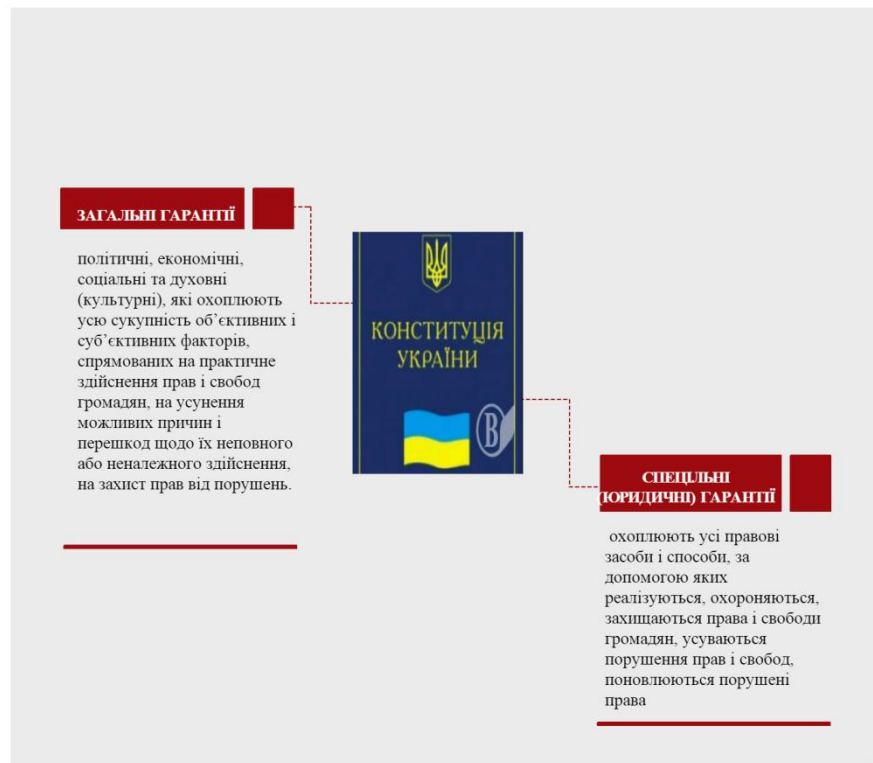 ЗАГАЛЬНІ ГАРАНТІЇ
політичні, економічні,
соціальні та духовні
(культурні), які охоплюють
усю сукупність об’єктивних і
суб’єктивних факторів,
спрямованих на практичне
здійснення прав і свобод
громадян, на усунення
можливих причин і
перешкод щодо їх неповного
або неналежного здійснення,
на захист прав від порушень.
КОНСТИТУЦІЯ
УКРАЇНИ
В
СПЕЦІЛЬНІ
(ЮРИДИЧНІ) ГАРАНТІЇ
охоплюють усі правові
засоби і способи, за
допомогою яких
реалізуються, охороняються,
захищаються права і свободи
громадян, усуваються
порушення прав і свобод,
поновлюються порушені
права